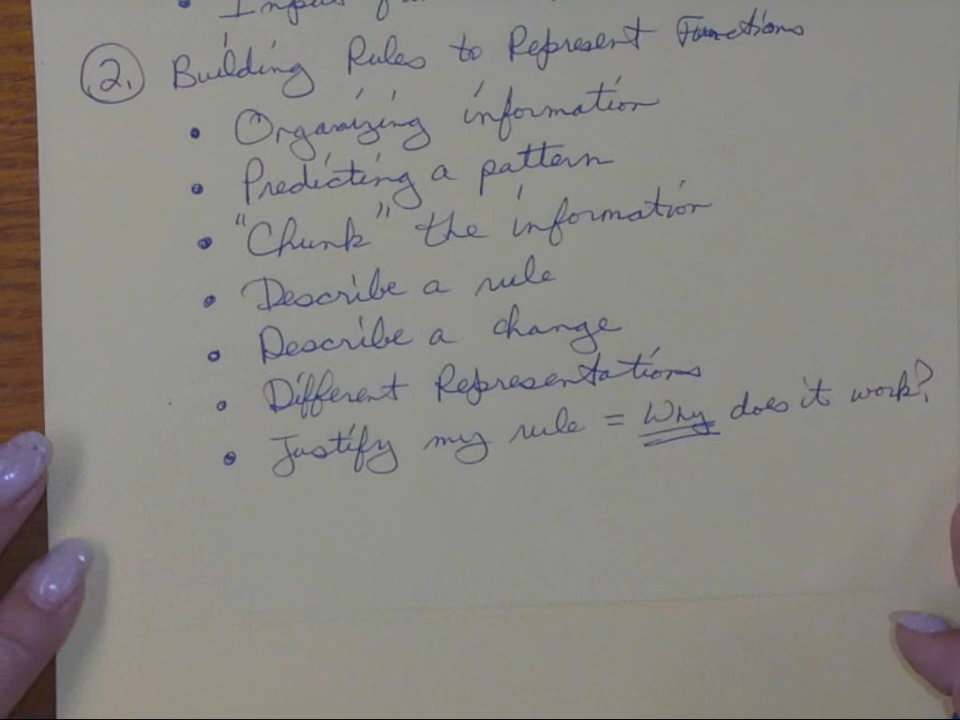 • Input
2. Building Rules to Represent Functions
• Organizing information
• Predicting a pattern
• "Chunk" the information
• Describe a rule
• Describe a change
• Different Representations
• Justify my rule = Why does it work?